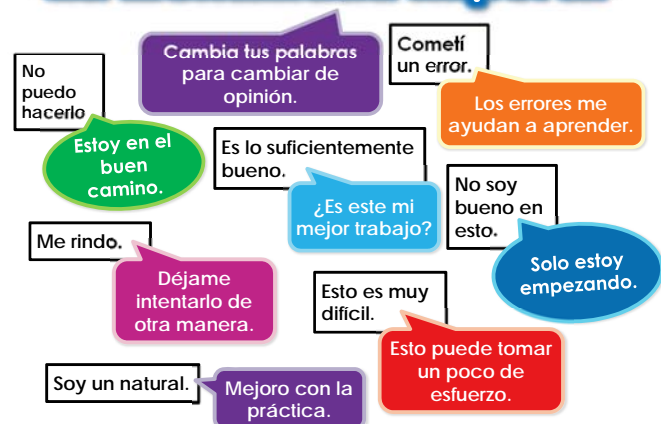 Cambia tus palabras
para cambiar de
opinión.
Cometí
un error.
No
puedo
hacerlo
Los errores me
ayudan a aprender.
Estoy en el
buen
camino.
Es lo suficientemente
bueno.
¿Es este mi
mejor trabajo?
No soy
bueno en
esto.
Solo estoy
empezando.
Me rindo.
Déjame
intentarlo de
otra manera.
Esto es muy
difícil.
Esto puede tomar
un poco de
esfuerzo.
Soy un natural.
Mejoro con la
práctica.